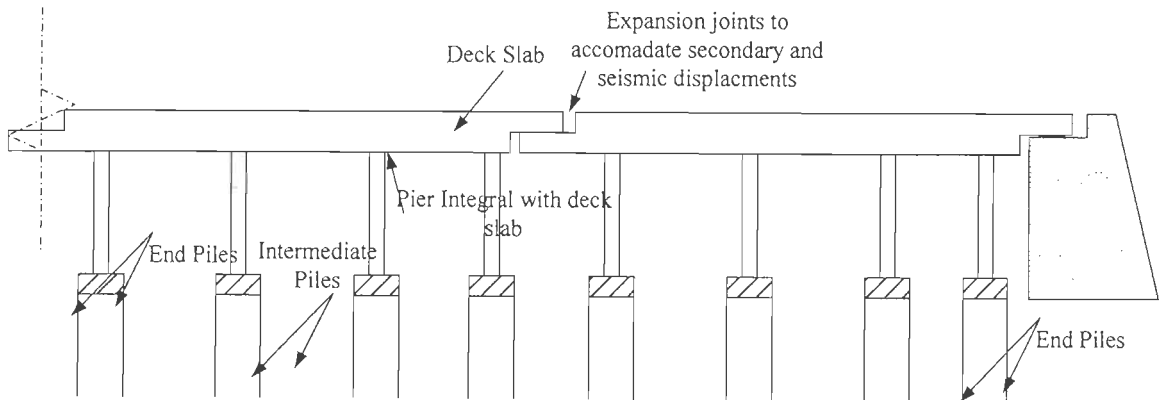 Expansion joints to
accomadate secondary and
seismic displacments
Deck Slab
Pier Integral with deck
slab
End Piles
Intermediate
Piles
End Piles